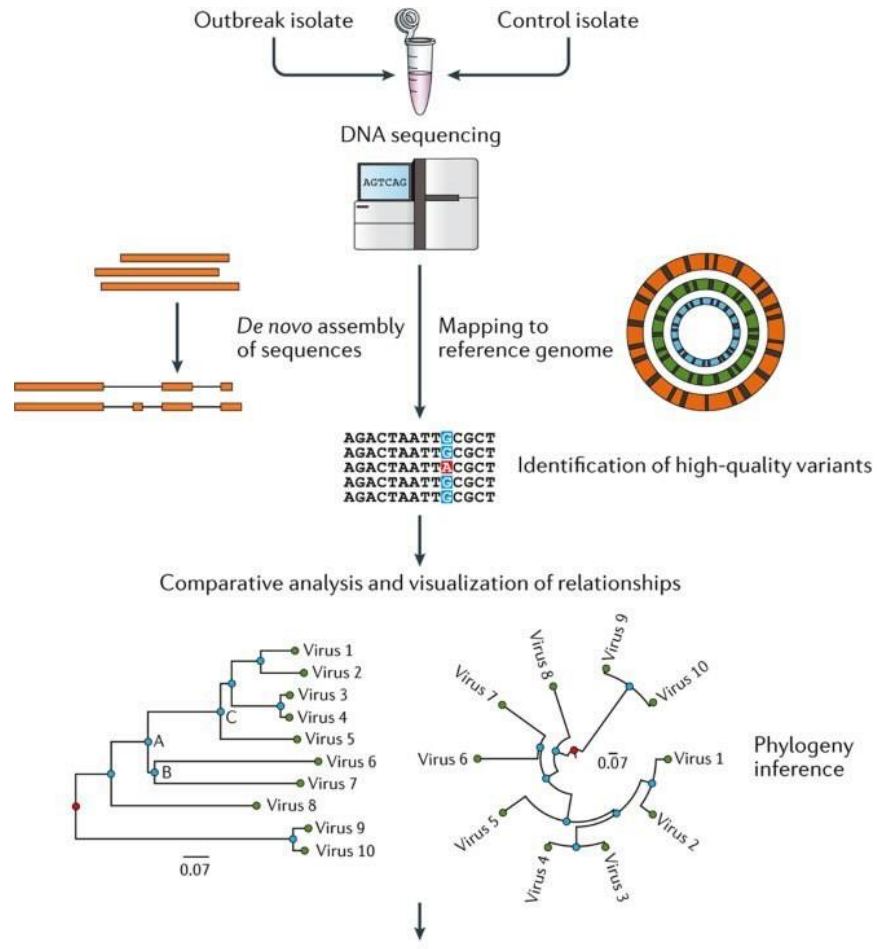 Outbreak isolate
Control isolate
DNA sequencing
AGTCAG
De novo assembly
of sequences
Mapping to
reference genome
AGACTAATTGCGCT
AGACTAATTGCGCT
AGACTAATTACGCT
AGACTAATTGCGCT
AGACTAATTGCGCT
Identification of high-quality variants
Comparative analysis and visualization of relationships
Virus 1
Virus 2
Virus 3
Virus 4
C
Virus 5
A
Virus 6
B
Virus 7
Virus 8
Virus 9
Virus 10
0.07
Virus 9
Virus 8
Virus 10
Virus 7
Virus 6
0.07
Virus 1
Virus 5
Virus 2
Virus 4
Virus 3
Phylogeny
inference